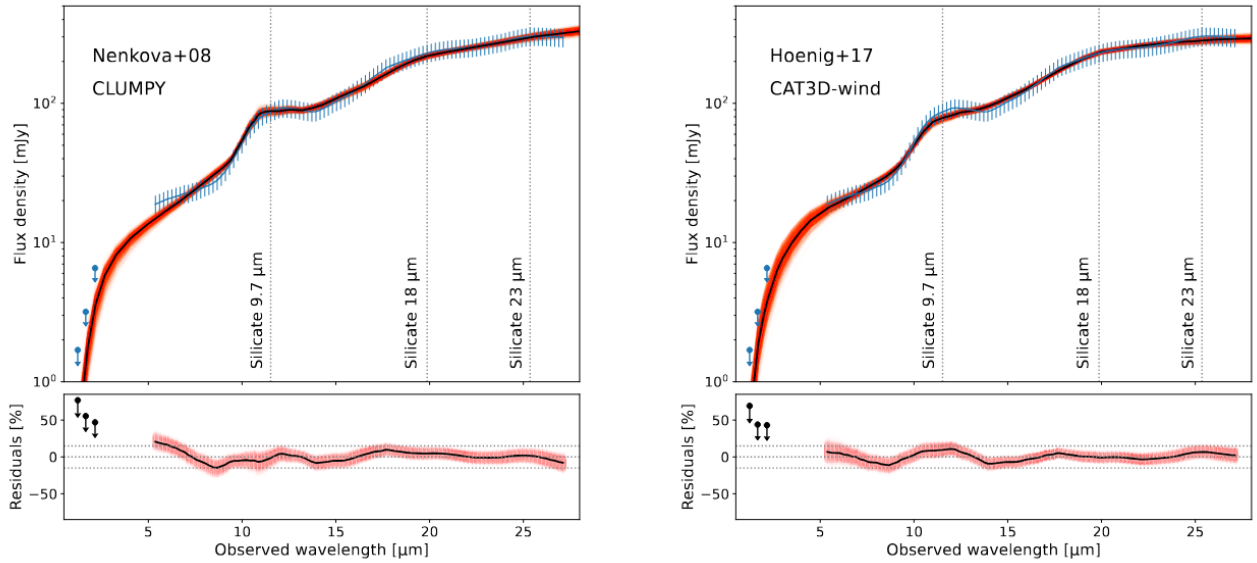 Nenkova+08
CLUMPY
Flux density [mJy]
10²
10¹
10⁰
Silicate 9.7 µm
Silicate 18 µm
Silicate 23 µm
Residuals [%]
50
0
−50
5
10
15
20
25
Observed wavelength [µm]
Hoenig+17
CAT3D-wind
Flux density [mJy]
10²
10¹
10⁰
Silicate 9.7 µm
Silicate 18 µm
Silicate 23 µm
Residuals [%]
50
0
−50
5
10
15
20
25
Observed wavelength [µm]